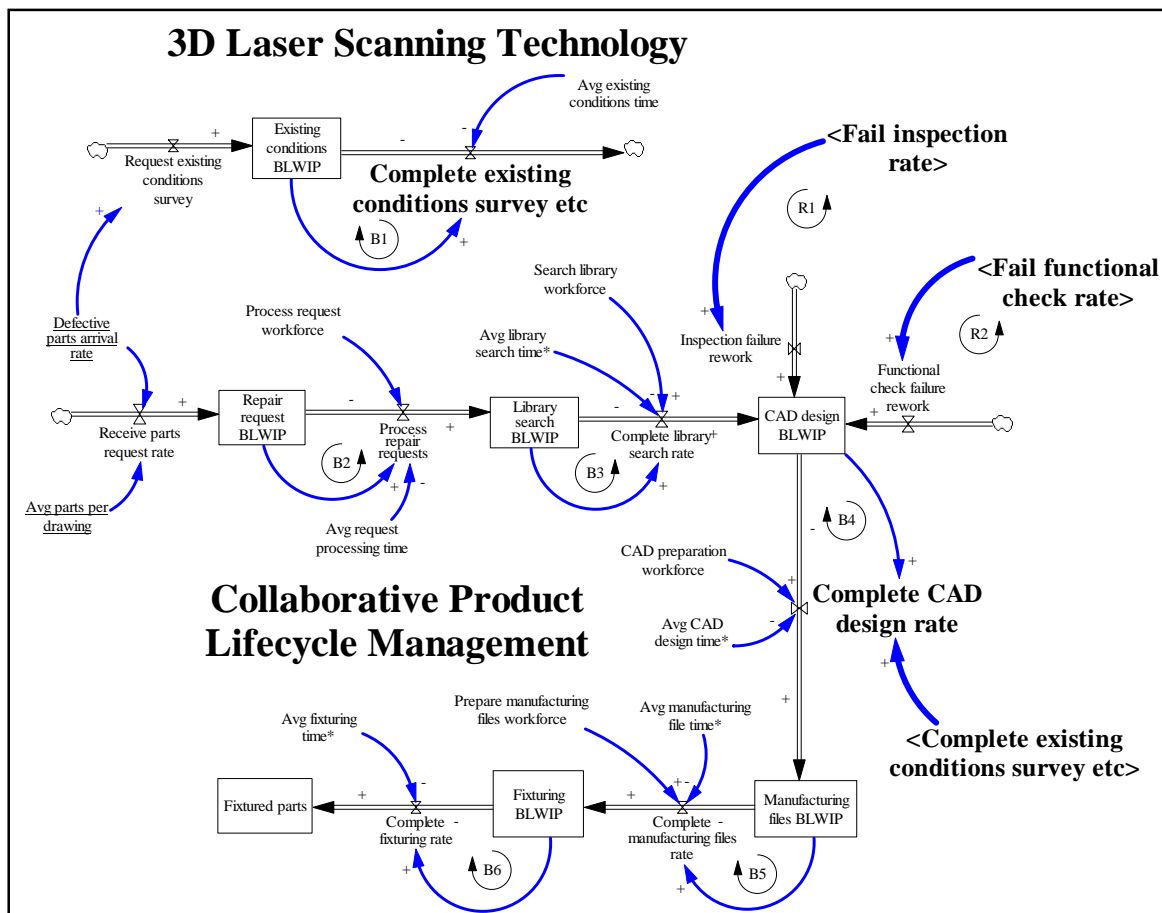 3D Laser Scanning Technology
Avg existing
conditions time
Existing
conditions
BLWIP
+
-
-
Request existing
conditions
survey
Complete existing
conditions survey etc
+
B1
+
<Fail inspection
rate>
R1
Search library
workforce
<Fail functional
check rate>
Process request
workforce
Defective
parts arrival
rate
Avg library
search time*
+
Inspection failure
rework
+
R2
Functional
check failure
rework
+
+
Repair
request
BLWIP
-
+
Library
search
BLWIP
-
-
+
+
CAD design
BLWIP
+
Receive parts
request rate
+
B2
Process
repair
requests
+
-
B3
Complete library
search rate
+
+
Avg parts per
drawing
Avg request
processing time
-
B4
CAD preparation
workforce
+
+
Collaborative Product
Lifecycle Management
Complete CAD
design rate
Avg CAD
design time*
-
+
Prepare manufacturing
files workforce
Avg manufacturing
file time*
+
Avg fixturing
time*
<Complete existing
conditions survey etc>
Fixtured parts
+
-
Fixturing
BLWIP
+
+
-
Manufacturing
files BLWIP
Complete
fixturing rate
-
Complete
manufacturing files
rate
-
+
B6
+
B5